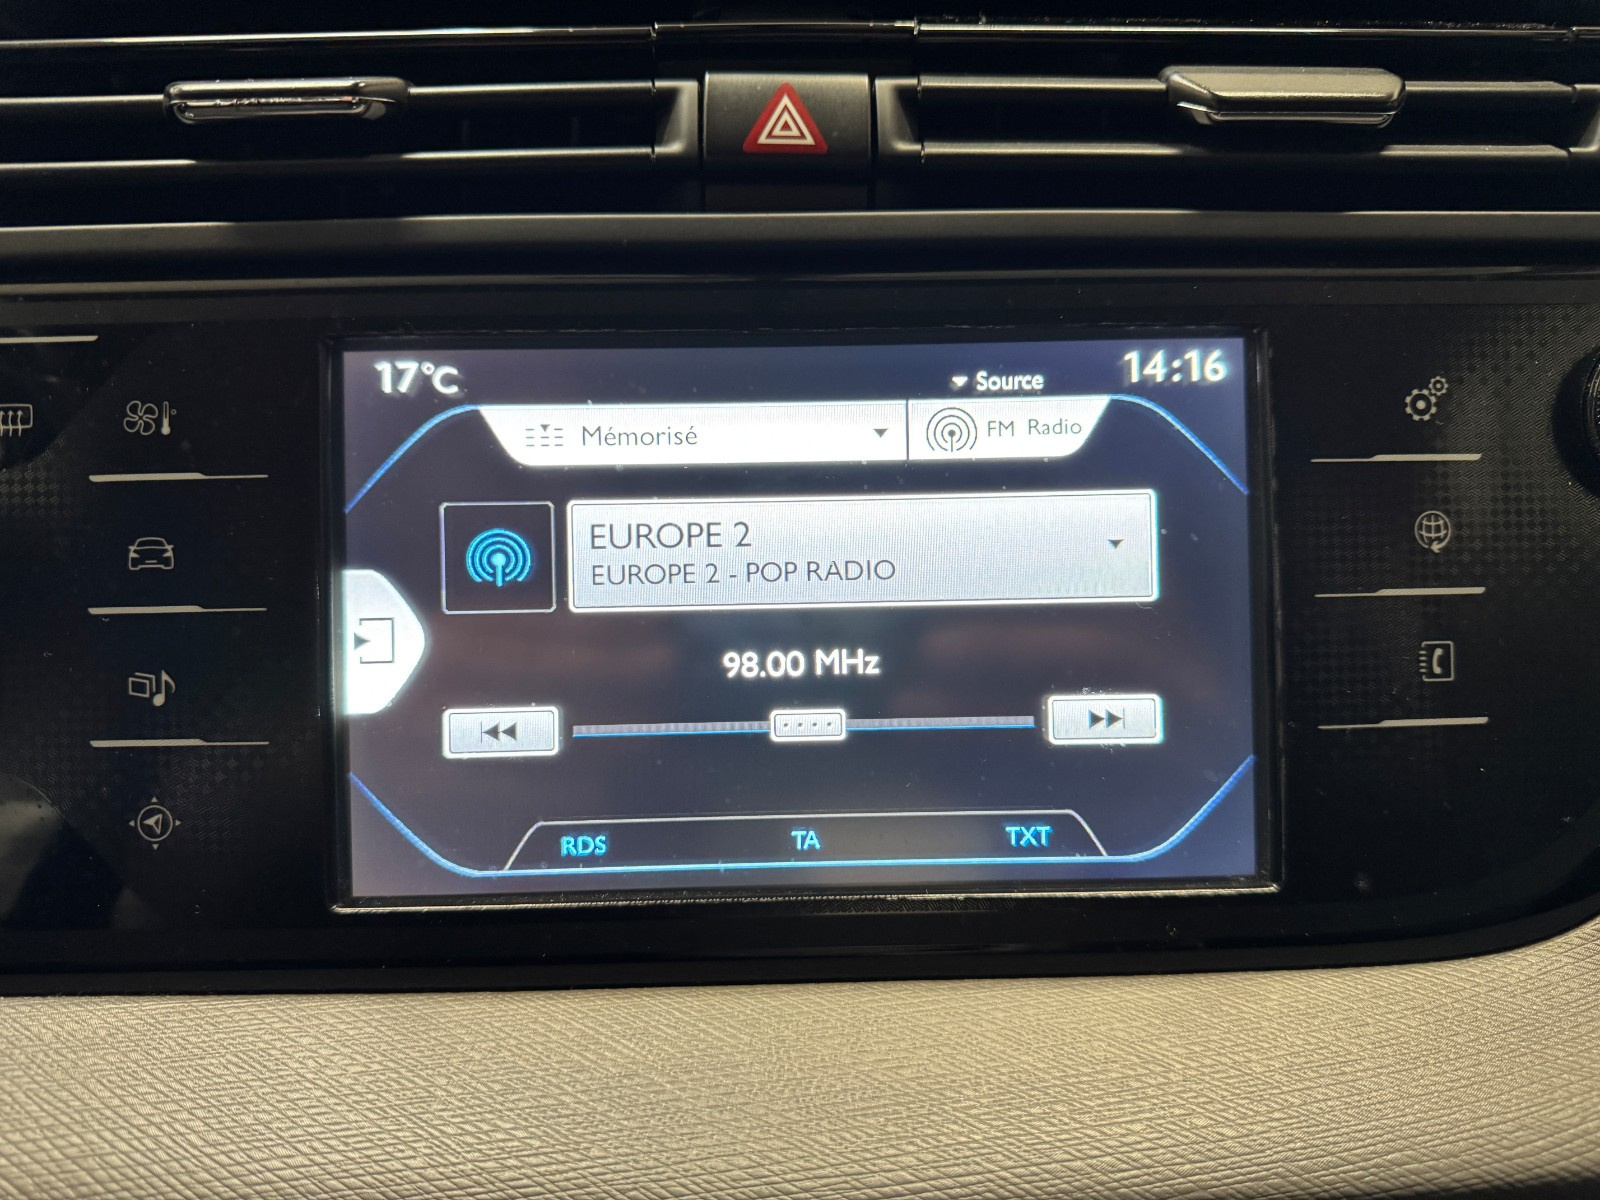 17°C
Source
14:16
Mémorisé
FM Radio
EUROPE 2
EUROPE 2 - POP RADIO
98.00 MHz
RDS
TA
TXT